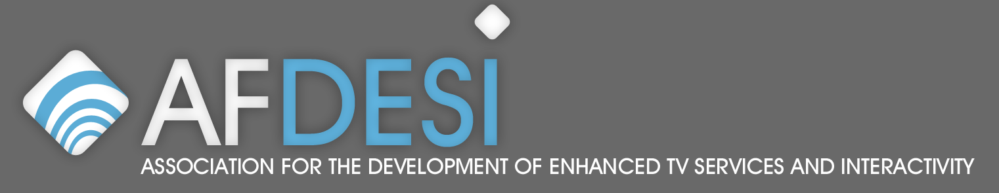 AFDESi
ASSOCIATION FOR THE DEVELOPMENT OF ENHANCED TV SERVICES AND INTERACTIVITY